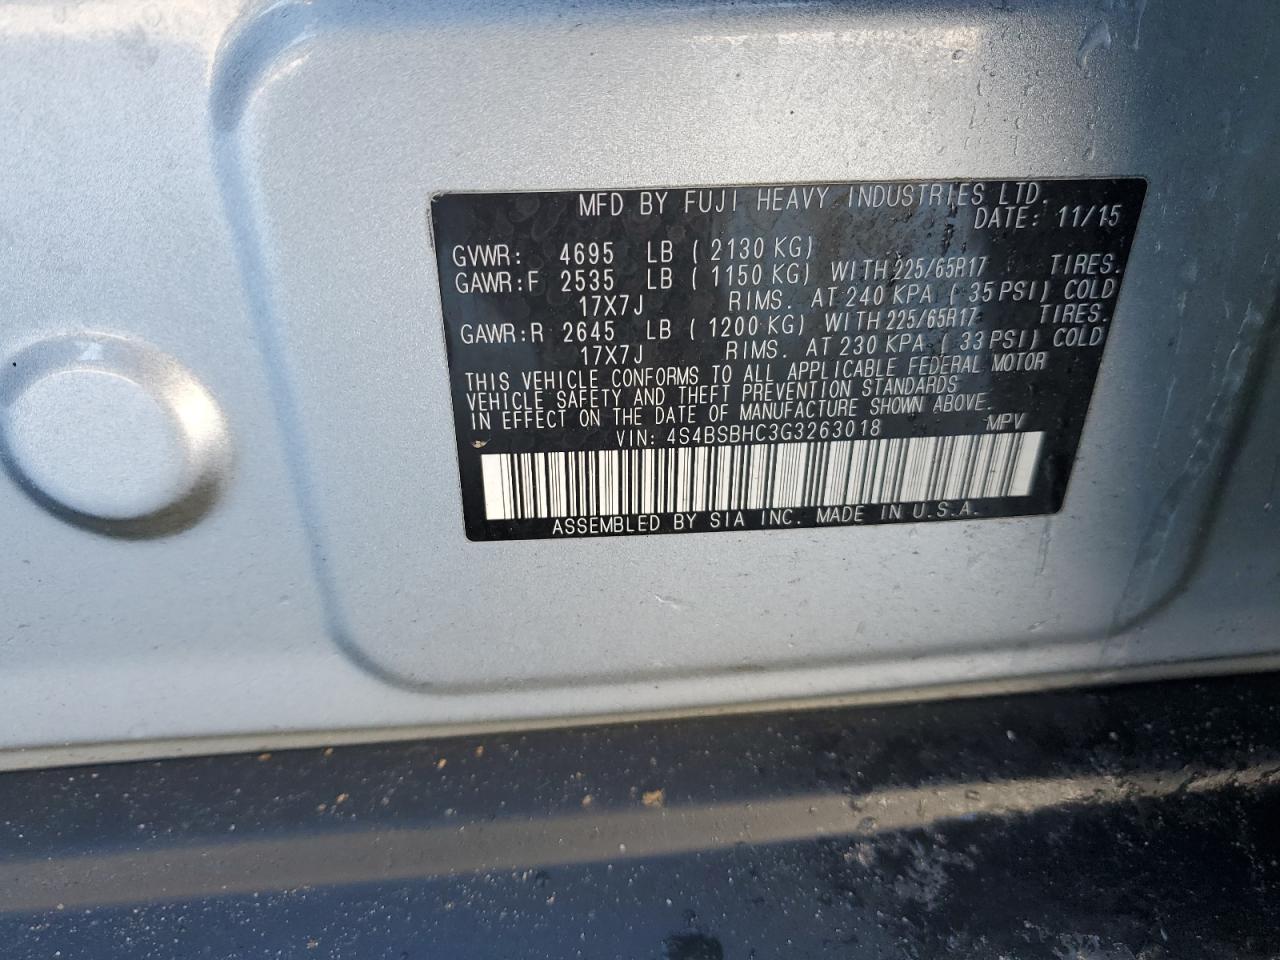 MFD BY FUJI HEAVY INDUSTRIES LTD.
DATE: 11/15
GVWR: 4695 LB ( 2130 KG)
GAWR:F 2535 LB ( 1150 KG) WITH 225/65R17 TIRES.
17X7J RIMS. AT 240 KPA ( 35 PSI) COLD
GAWR:R 2645 LB ( 1200 KG) WITH 225/65R17 TIRES.
17X7J RIMS. AT 230 KPA ( 33 PSI) COLD
THIS VEHICLE CONFORMS TO ALL APPLICABLE FEDERAL MOTOR
VEHICLE SAFETY AND THEFT PREVENTION STANDARDS
IN EFFECT ON THE DATE OF MANUFACTURE SHOWN ABOVE.
VIN: 4S4BSBHC3G3263018 MPV
ASSEMBLED BY SIA INC. MADE IN U.S.A.